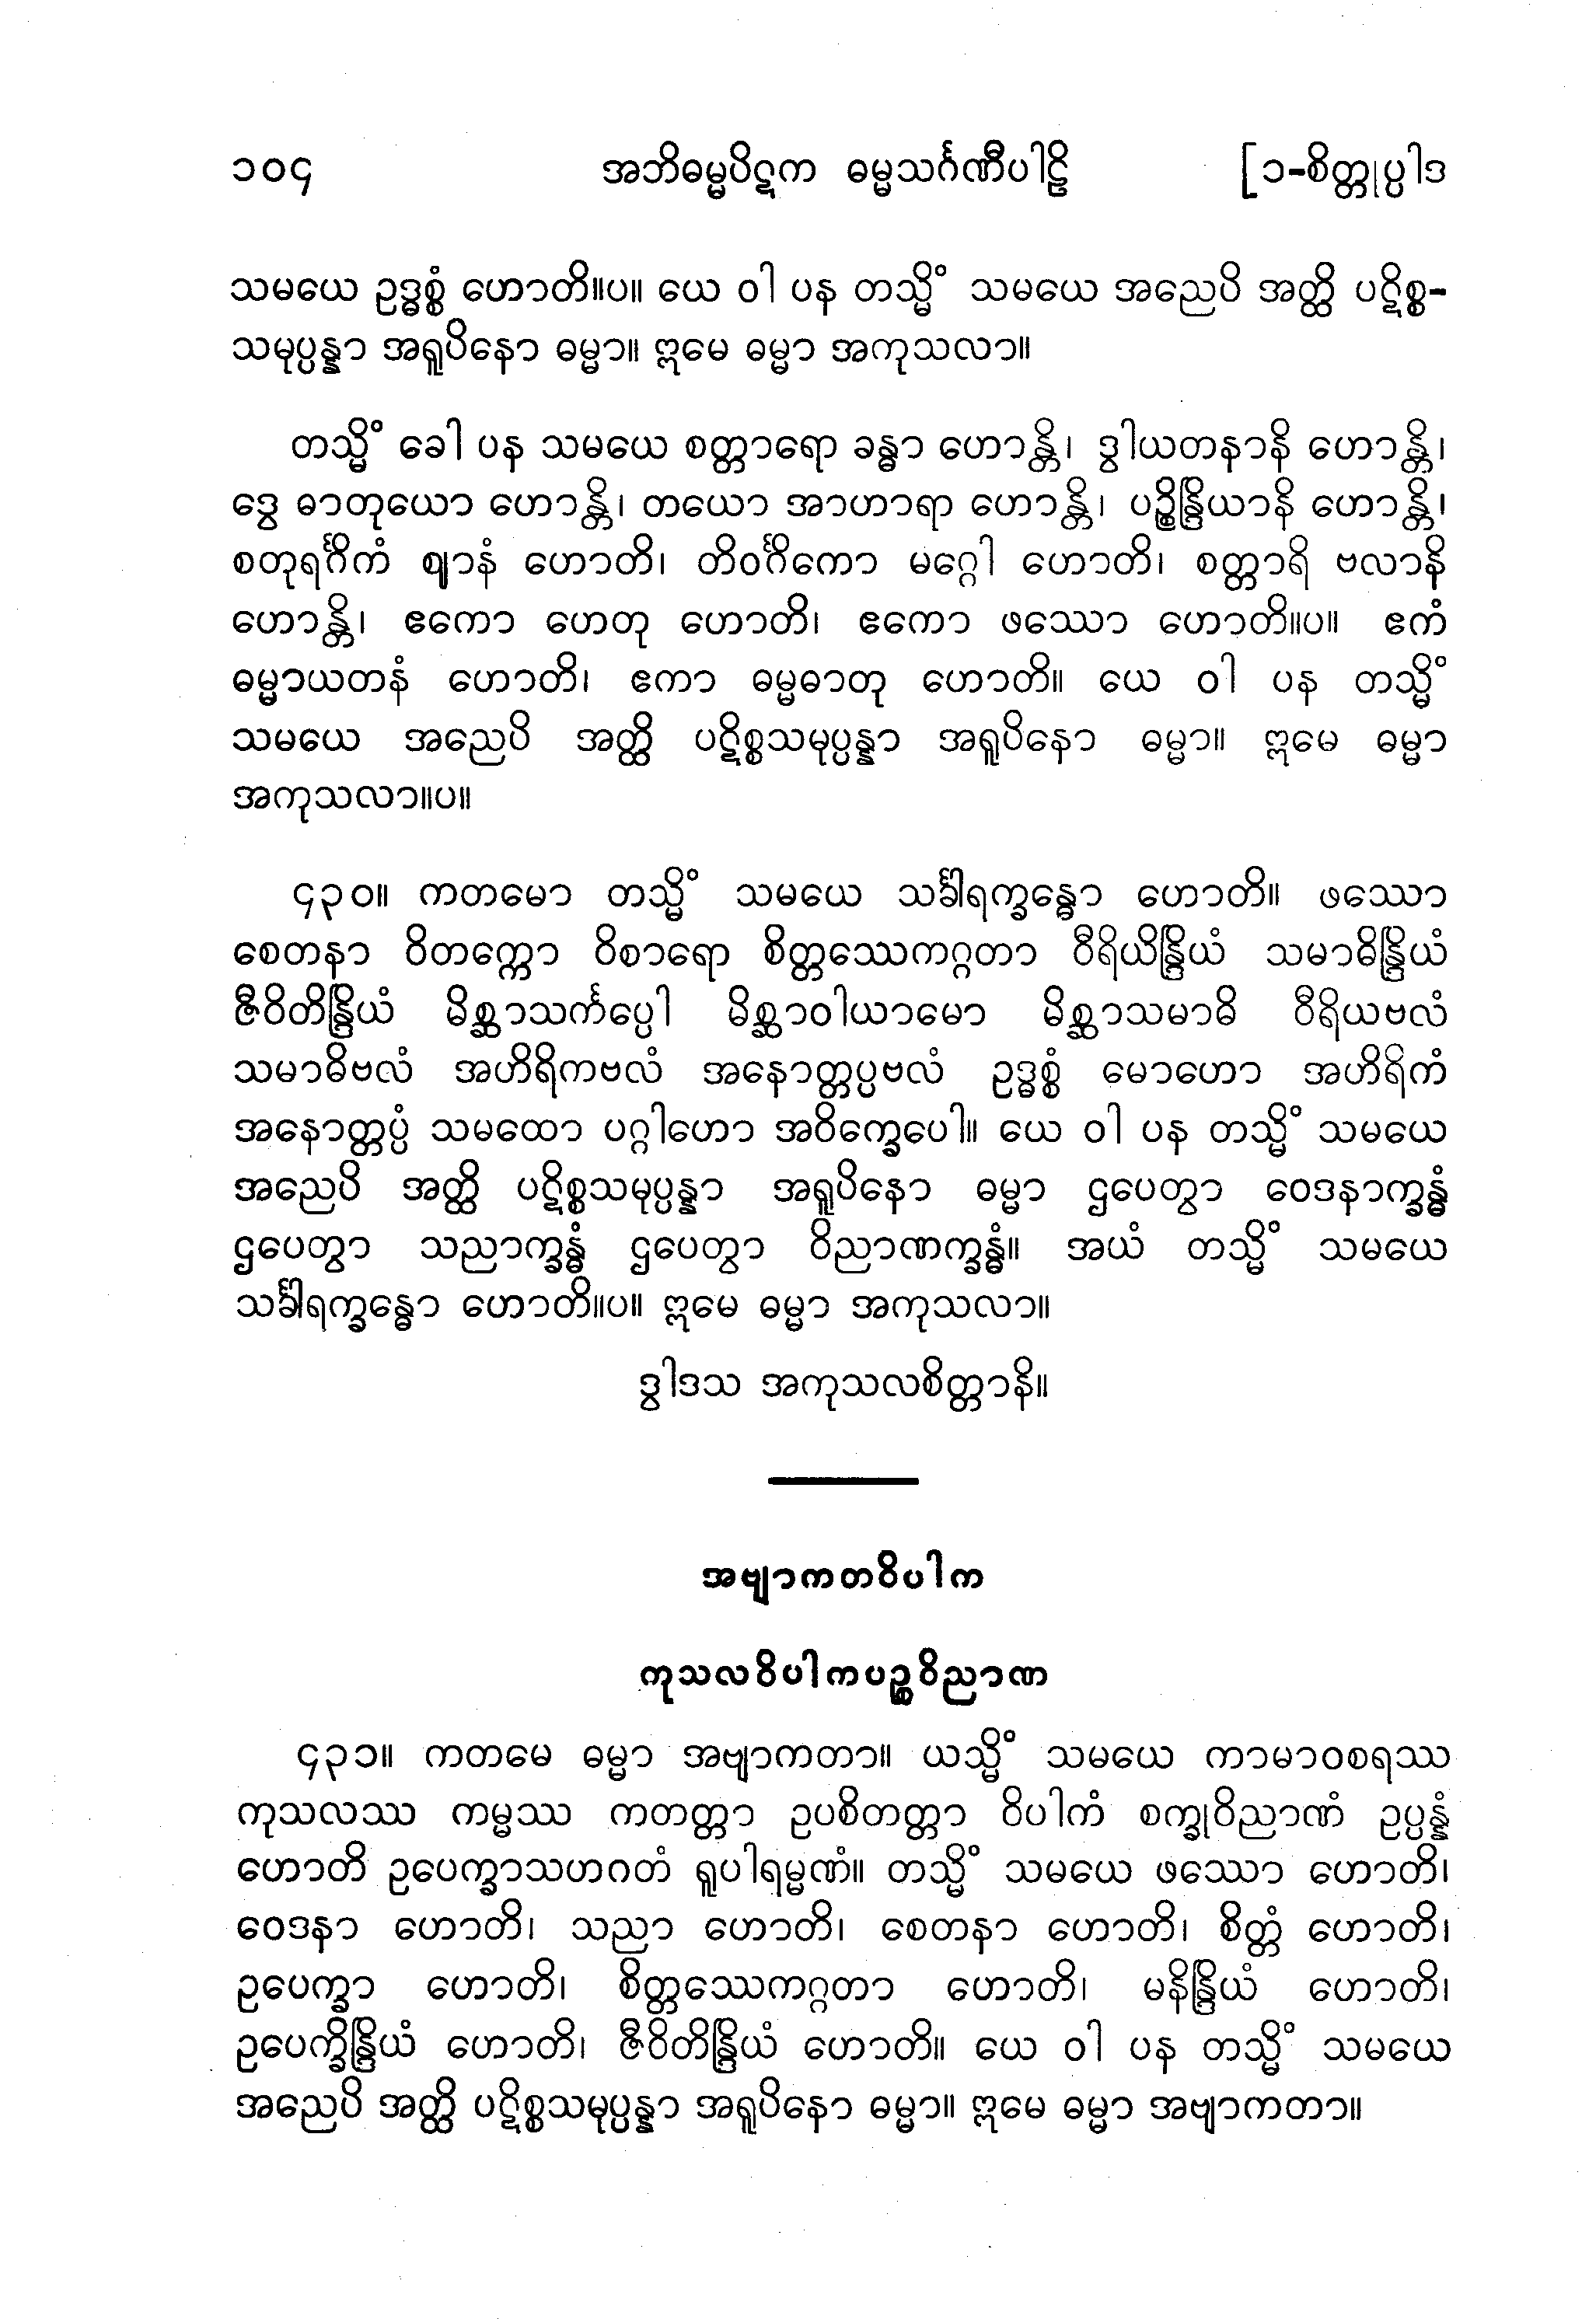 ၁၀၄ အဘိဓမ္မပိဋက ဓမ္မသင်္ဂဏီပါဠိ [၁-စိတ္တုပ္ပါဒ
သမယေ ဥဒ္ဓစ္စံ ဟောတိ။ပ။ ယေ ဝါ ပန တသ္မိံ သမယေ အညေပိ အတ္ထိ ပဋိစ္စ-
သမုပ္ပန္နာ အရူပိနော ဓမ္မာ။ ဣမေ ဓမ္မာ အကုသလာ။
တသ္မိံ ခေါ ပန သမယေ စတ္တာရော ခန္ဓာ ဟောန္တိ၊ ဒွါယတနာနိ ဟောန္တိ၊
ဒွေ ဓာတုယော ဟောန္တိ၊ တယော အာဟာရာ ဟောန္တိ၊ ပဉ္စိန္ဒြိယာနိ ဟောန္တိ၊
စတုရင်္ဂိကံ ဈာနံ ဟောတိ၊ တိဝင်္ဂိကော မဂ္ဂေါ ဟောတိ၊ စတ္တာရိ ဗလာနိ
ဟောန္တိ၊ ဧကော ဟေတု ဟောတိ၊ ဧကော ဖဿော ဟောတိ။ပ။ ဧကံ
ဓမ္မာယတနံ ဟောတိ၊ ဧကာ ဓမ္မဓာတု ဟောတိ။ ယေ ဝါ ပန တသ္မိံ
သမယေ အညေပိ အတ္ထိ ပဋိစ္စသမုပ္ပန္နာ အရူပိနော ဓမ္မာ။ ဣမေ ဓမ္မာ
အကုသလာ။ပ။
၄၃၀။ ကတမော တသ္မိံ သမယေ သင်္ခါရက္ခန္ဓော ဟောတိ။ ဖဿော
စေတနာ ဝိတက္ကော ဝိစာရော စိတ္တဿေကဂ္ဂတာ ဝီရိယိန္ဒြိယံ သမာဓိန္ဒြိယံ
ဇီဝိတိန္ဒြိယံ မိစ္ဆာသင်္ကပ္ပေါ မိစ္ဆာဝါယာမော မိစ္ဆာသမာဓိ ဝီရိယဗလံ
သမာဓိဗလံ အဟိရိကဗလံ အနောတ္တပ္ပဗလံ ဥဒ္ဓစ္စံ မောဟော အဟိရိကံ
အနောတ္တပ္ပံ သမထော ပဂ္ဂါဟော အဝိက္ခေပေါ။ ယေ ဝါ ပန တသ္မိံ သမယေ
အညေပိ အတ္ထိ ပဋိစ္စသမုပ္ပန္နာ အရူပိနော ဓမ္မာ ဌပေတွာ ဝေဒနာက္ခန္ဓံ
ဌပေတွာ သညာက္ခန္ဓံ ဌပေတွာ ဝိညာဏက္ခန္ဓံ။ အယံ တသ္မိံ သမယေ
သင်္ခါရက္ခန္ဓော ဟောတိ။ပ။ ဣမေ ဓမ္မာ အကုသလာ။
ဒွါဒသ အကုသလစိတ္တာနိ။
အဗျာကတဝိပါက
ကုသလဝိပါကပဉ္စဝိညာဏ
၄၃၁။ ကတမေ ဓမ္မာ အဗျာကတာ။ ယသ္မိံ သမယေ ကာမာဝစရဿ
ကုသလဿ ကမ္မဿ ကတတ္တာ ဥပစိတတ္တာ ဝိပါကံ စက္ခုဝိညာဏံ ဥပ္ပန္နံ
ဟောတိ ဥပေက္ခာသဟဂတံ ရူပါရမ္မဏံ။ တသ္မိံ သမယေ ဖဿော ဟောတိ၊
ဝေဒနာ ဟောတိ၊ သညာ ဟောတိ၊ စေတနာ ဟောတိ၊ စိတ္တံ ဟောတိ၊
ဥပေက္ခာ ဟောတိ၊ စိတ္တဿေကဂ္ဂတာ ဟောတိ၊ မနိန္ဒြိယံ ဟောတိ၊
ဥပေက္ခိန္ဒြိယံ ဟောတိ၊ ဇီဝိတိန္ဒြိယံ ဟောတိ။ ယေ ဝါ ပန တသ္မိံ သမယေ
အညေပိ အတ္ထိ ပဋိစ္စသမုပ္ပန္နာ အရူပိနော ဓမ္မာ။ ဣမေ ဓမ္မာ အဗျာကတာ။